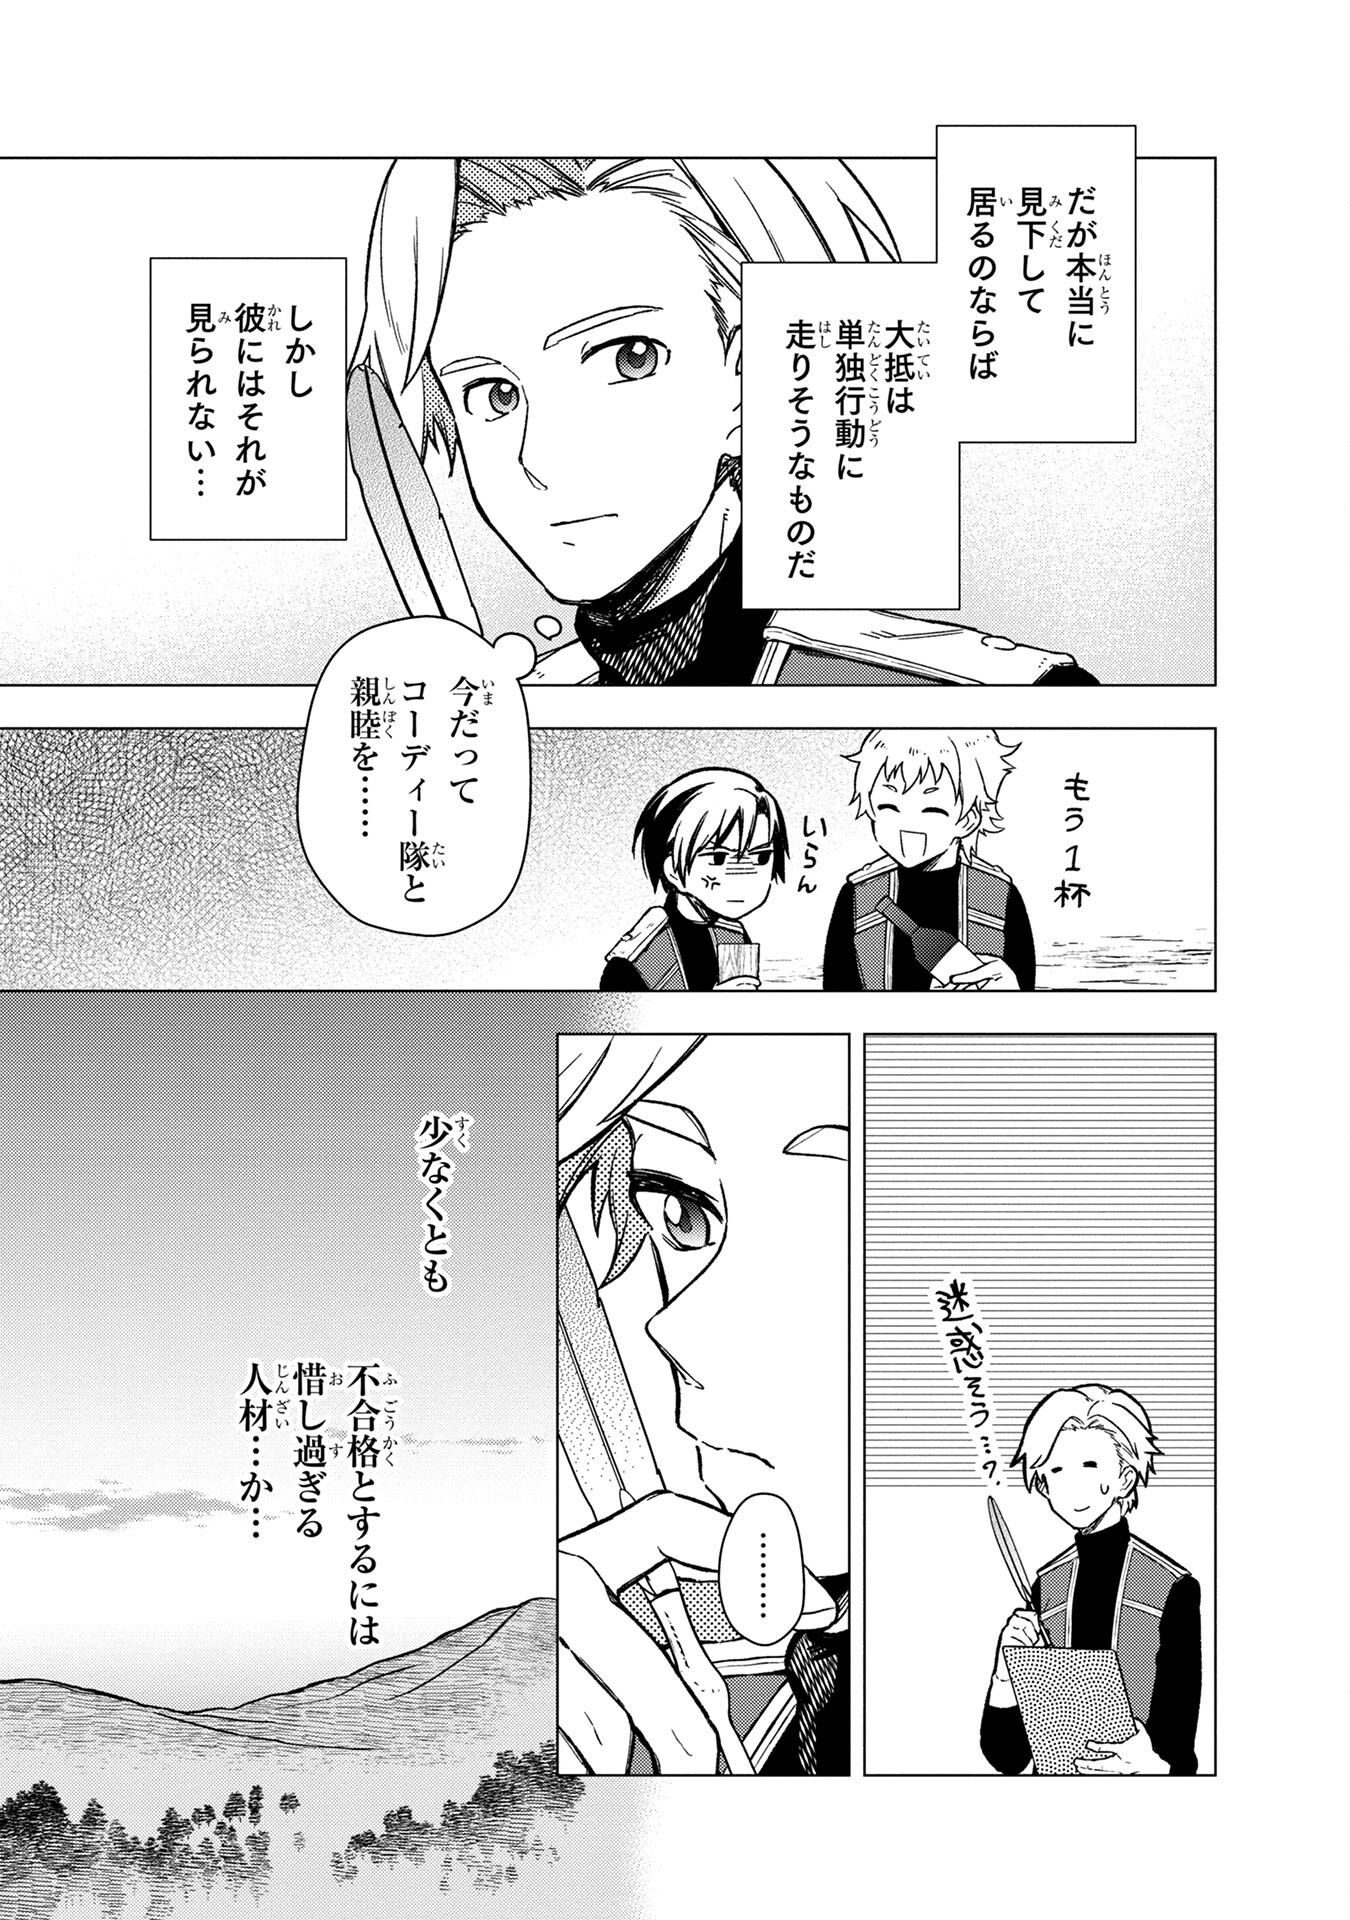 だが本当に
見下して
居るのならば
大抵は
単独行動に
走りそうなものだ
しかし
彼にはそれが
見られない…
今だって
コーディー隊と
親睦を……
もう1杯
いらん
迷惑そう…?
………
少なくとも
不合格とするには
惜し過ぎる
人材…か…